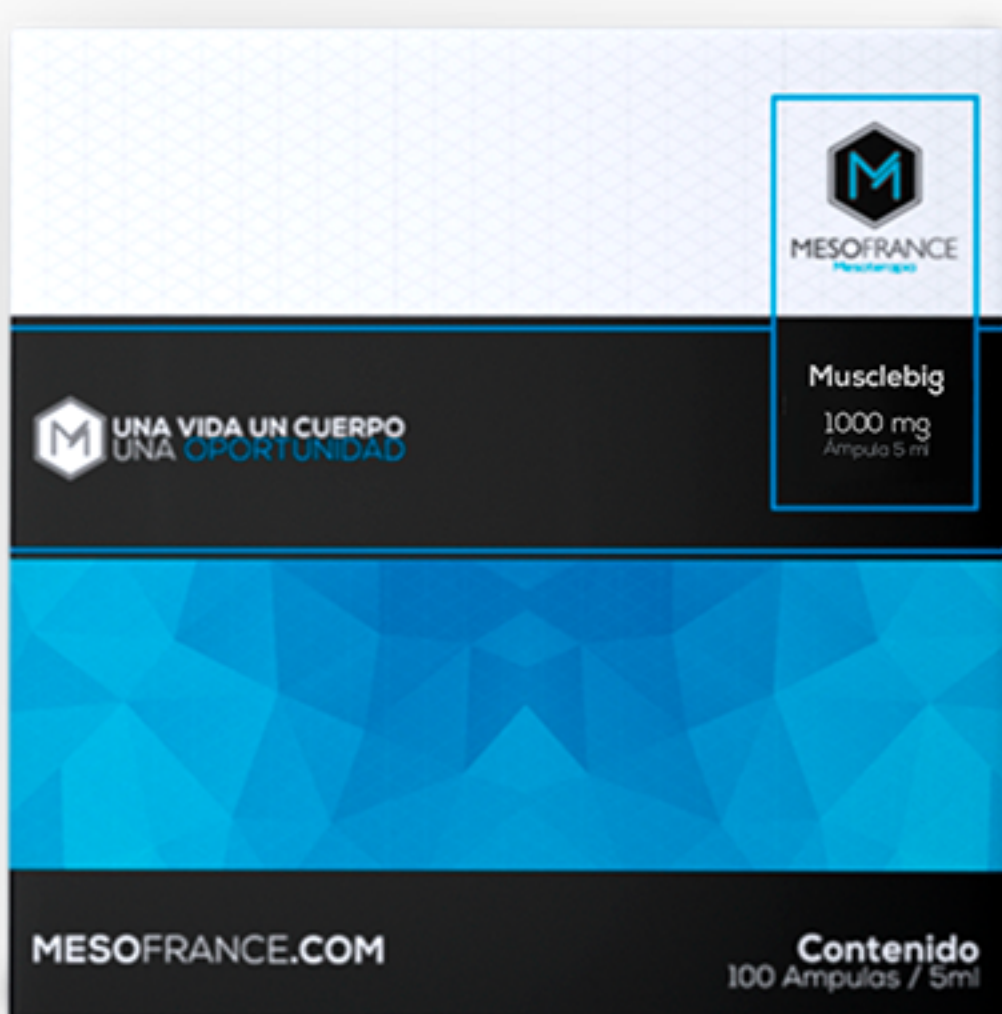 MESOFRANCE
Mesoterapia
Musclebig
1000 mg
Ámpula 5 ml
UNA VIDA UN CUERPO
UNA OPORTUNIDAD
MESOFRANCE.COM
Contenido
100 Ampulas / 5ml